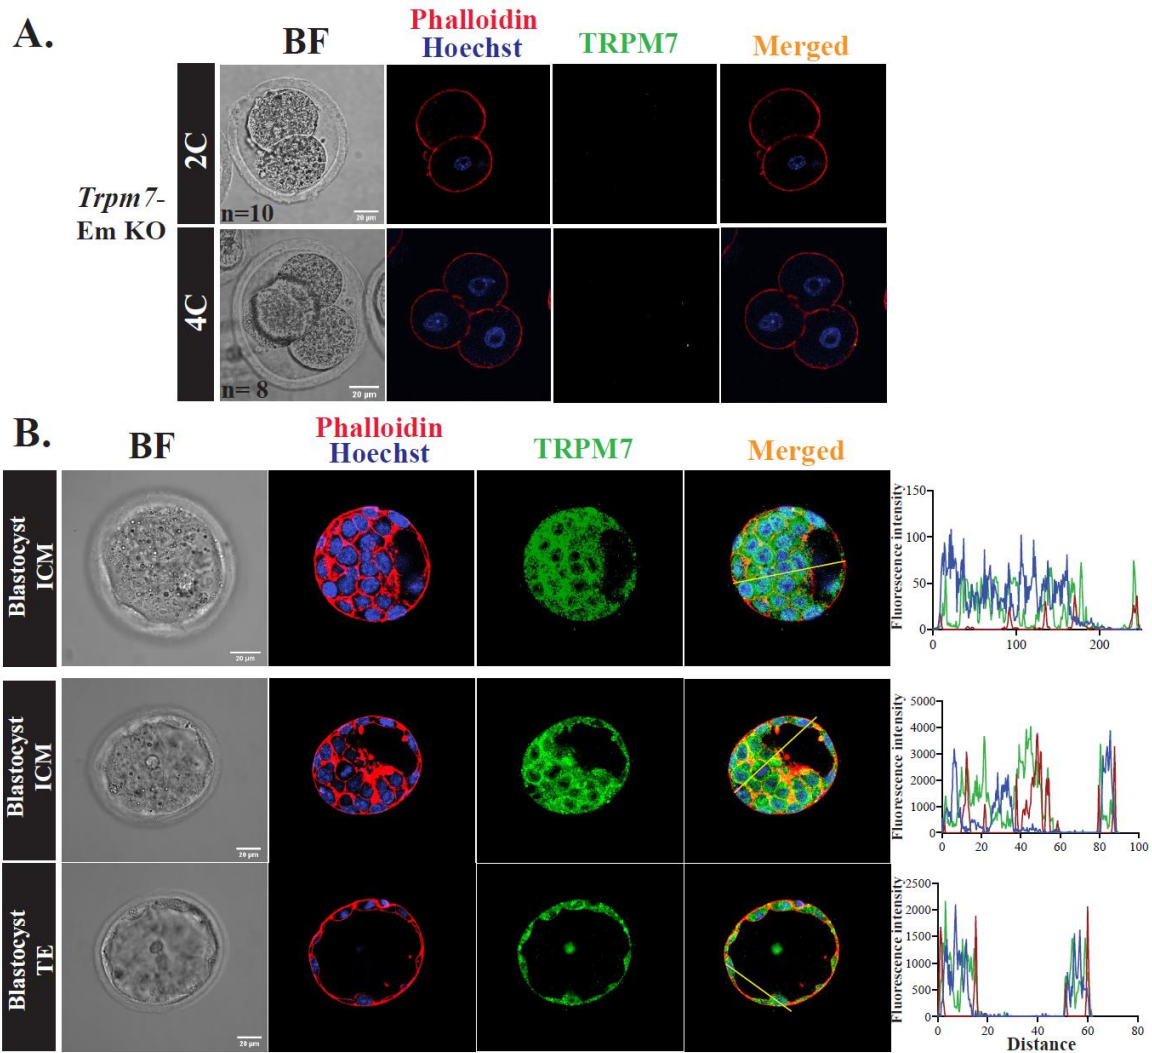 A.
BF
Phalloidin
Hoechst
TRPM7
Merged
Trpm7-
Em KO
2C
n=10
20 µm
4C
n= 8
20 µm
B.
BF
Phalloidin
Hoechst
TRPM7
Merged
Blastocyst
ICM
20 µm
Fluorescence intensity
150
100
50
0
0 100 200
Blastocyst
ICM
20 µm
Fluorescence intensity
5000
4000
3000
2000
1000
0
0 20 40 60 80 100
Blastocyst
TE
20 µm
Fluorescence intensity
2500
2000
1500
1000
500
0
0 20 40 60 80
Distance